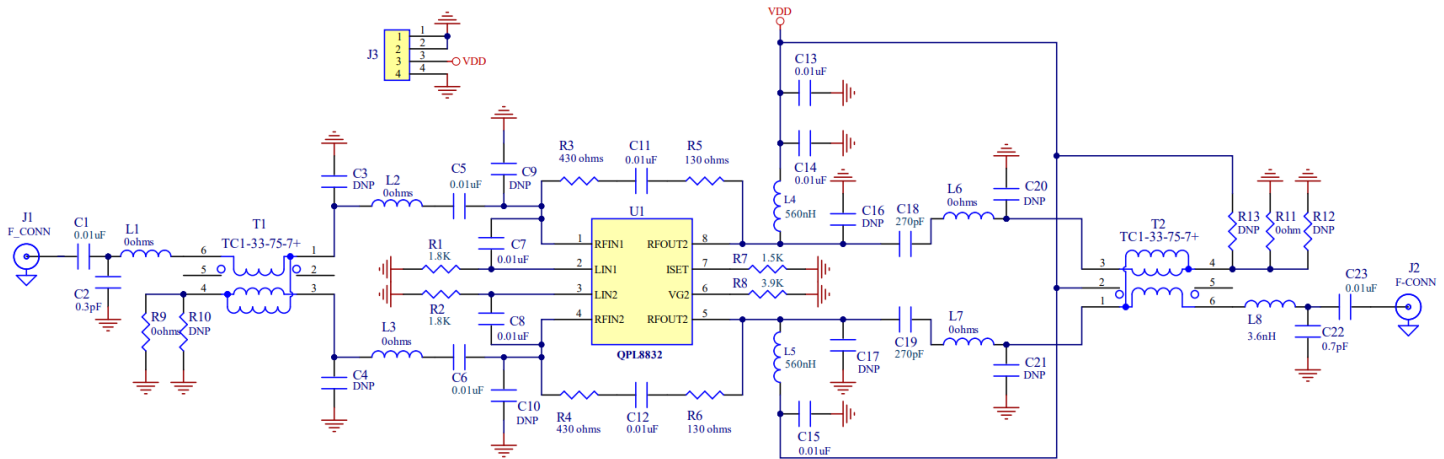 VDD
J3
1
2
3
4
1
2
3
4
VDD
C13
0.01uF
C14
0.01uF
L4
560nH
C16
DNP
J1
F_CONN
C1
0.01uF
L1
0ohms
C2
0.3pF
R9
0ohms
R10
DNP
T1
TC1-33-75-7+
6
5
4
1
2
3
C3
DNP
L2
0ohms
C5
0.01uF
C9
DNP
R3
430 ohms
C11
0.01uF
R5
130 ohms
C7
0.01uF
R1
1.8K
R2
1.8K
C8
0.01uF
C4
DNP
L3
0ohms
C6
0.01uF
C10
DNP
R4
430 ohms
C12
0.01uF
R6
130 ohms
U1
1
2
3
4
RFIN1
LIN1
LIN2
RFIN2
RFOUT2
ISET
VG2
RFOUT2
8
7
6
5
QPL8832
R7
1.5K
R8
3.9K
C18
270pF
L6
0ohms
C20
DNP
L5
560nH
C17
DNP
C19
270pF
L7
0ohms
C21
DNP
C15
0.01uF
T2
TC1-33-75-7+
3
2
1
4
5
6
R13
DNP
R11
0ohm
R12
DNP
L8
3.6nH
C22
0.7pF
C23
0.01uF
J2
F-CONN